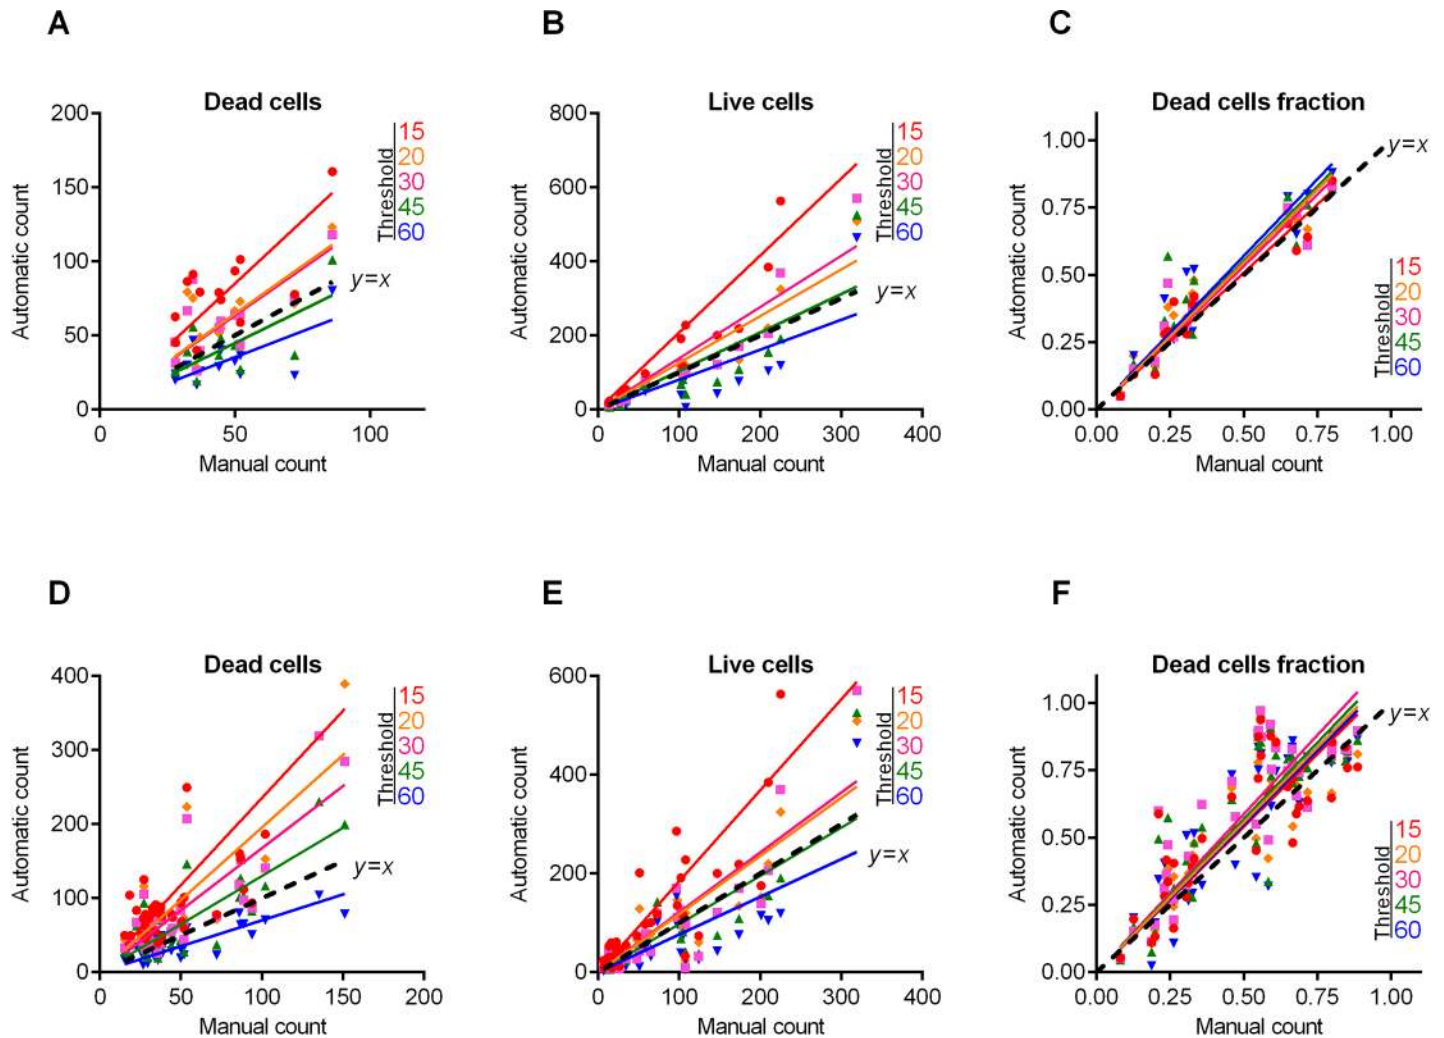 A
Dead cells
200
150
100
50
0
0
50
100
Automatic count
Manual count
Threshold
15
20
30
45
60
y=x
B
Live cells
800
600
400
200
0
0
100
200
300
400
Automatic count
Manual count
Threshold
15
20
30
45
60
y=x
C
Dead cells fraction
1.00
0.75
0.50
0.25
0.00
0.00
0.25
0.50
0.75
1.00
Automatic count
Manual count
Threshold
15
20
30
45
60
y=x
D
Dead cells
400
300
200
100
0
0
50
100
150
200
Automatic count
Manual count
Threshold
15
20
30
45
60
y=x
E
Live cells
600
400
200
0
0
100
200
300
400
Automatic count
Manual count
Threshold
15
20
30
45
60
y=x
F
Dead cells fraction
1.00
0.75
0.50
0.25
0.00
0.00
0.25
0.50
0.75
1.00
Automatic count
Manual count
Threshold
15
20
30
45
60
y=x